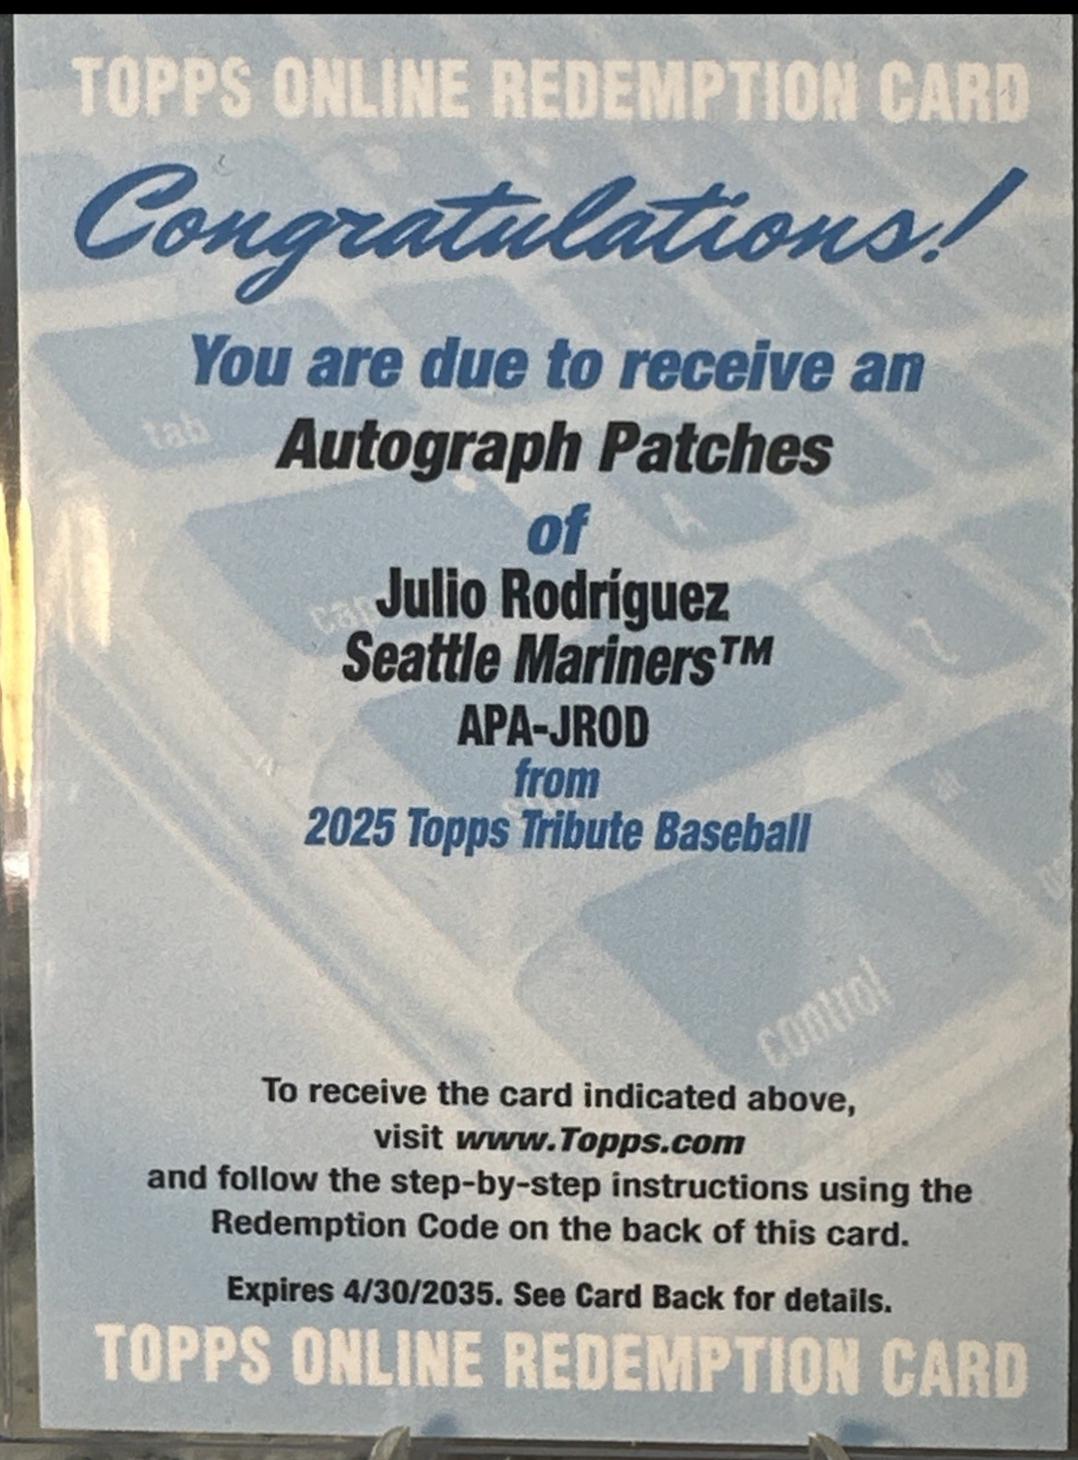 TOPPS ONLINE REDEMPTION CARD
Congratulations!
You are due to receive an
Autograph Patches
of
Julio Rodríguez
Seattle Mariners™
APA-JROD
from
2025 Topps Tribute Baseball
To receive the card indicated above,
visit www.Topps.com
and follow the step-by-step instructions using the
Redemption Code on the back of this card.
Expires 4/30/2035. See Card Back for details.
TOPPS ONLINE REDEMPTION CARD
tab
A
Z
control